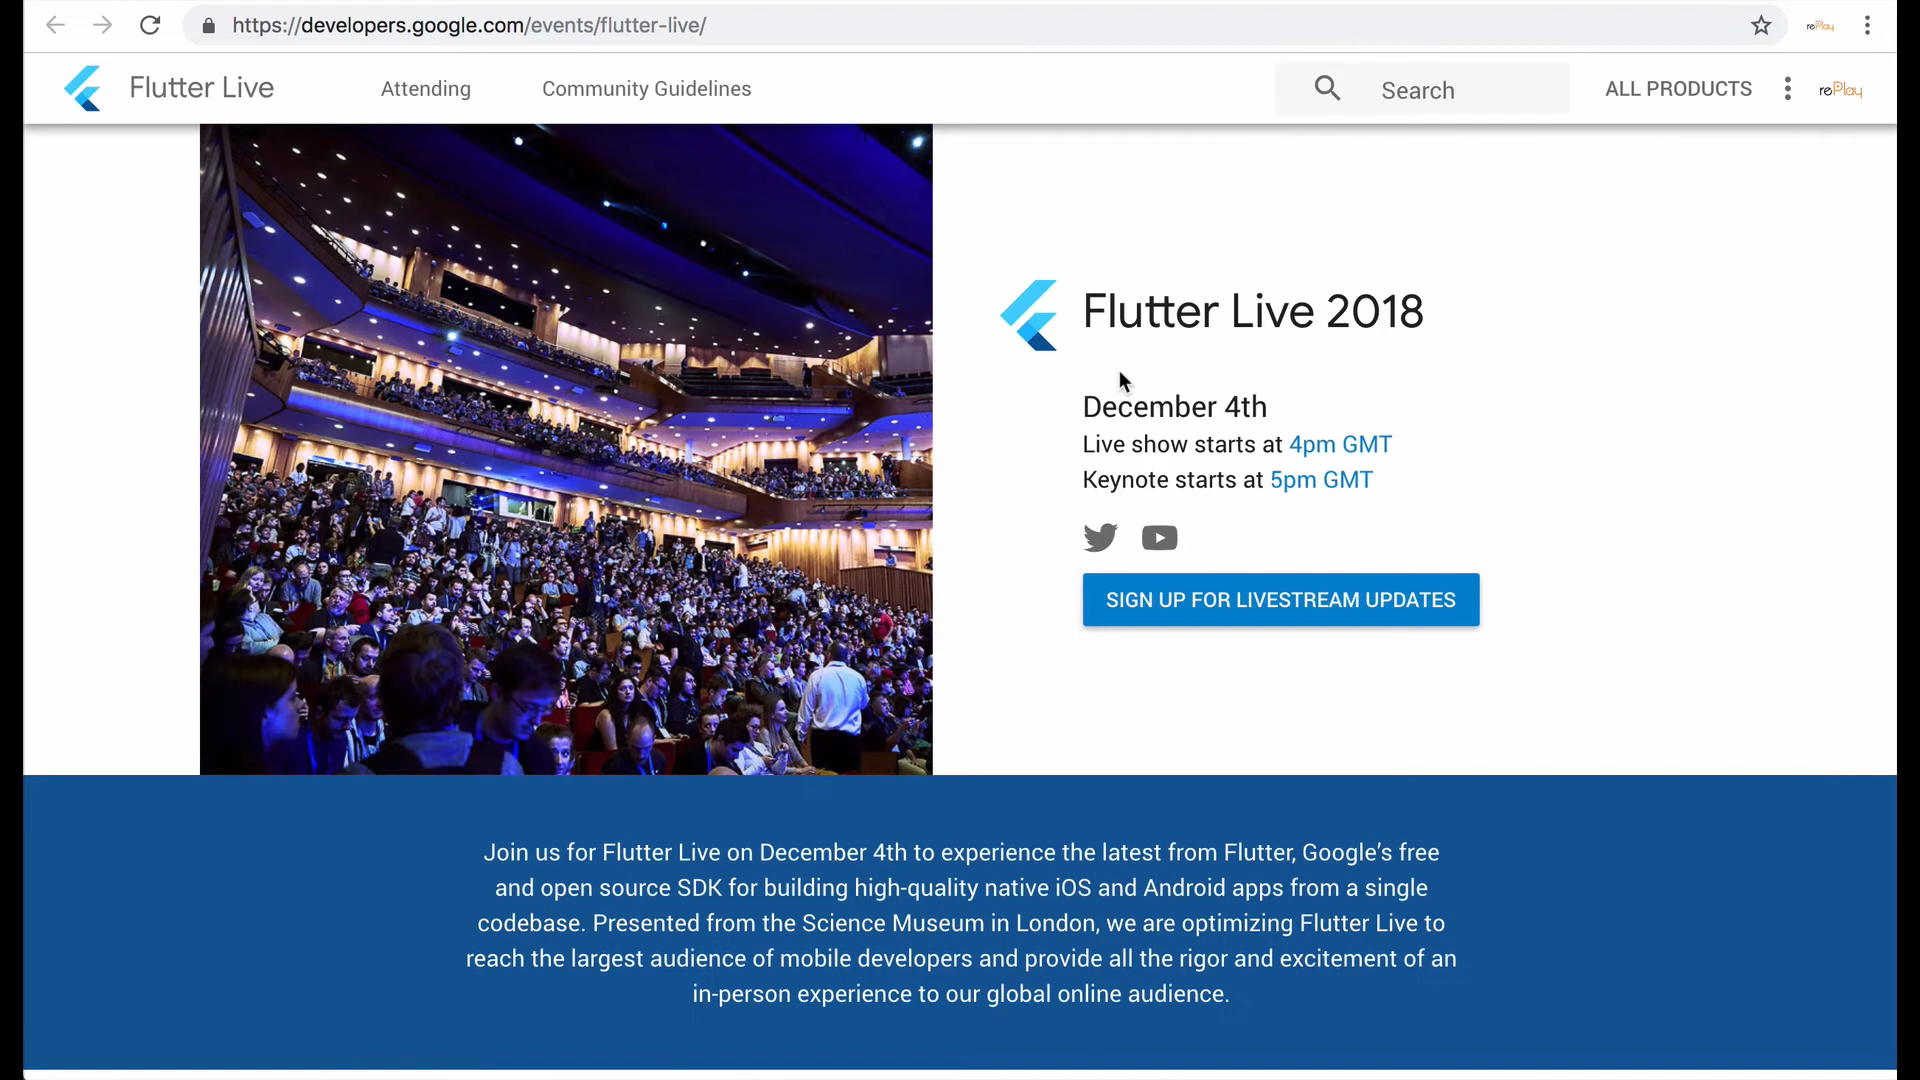 https://developers.google.com/events/flutter-live/
rePlay
Flutter Live
Attending
Community Guidelines
Search
ALL PRODUCTS
rePlay
Flutter Live 2018
December 4th
Live show starts at 4pm GMT
Keynote starts at 5pm GMT
SIGN UP FOR LIVESTREAM UPDATES
Join us for Flutter Live on December 4th to experience the latest from Flutter, Google’s free
and open source SDK for building high-quality native iOS and Android apps from a single
codebase. Presented from the Science Museum in London, we are optimizing Flutter Live to
reach the largest audience of mobile developers and provide all the rigor and excitement of an
in-person experience to our global online audience.